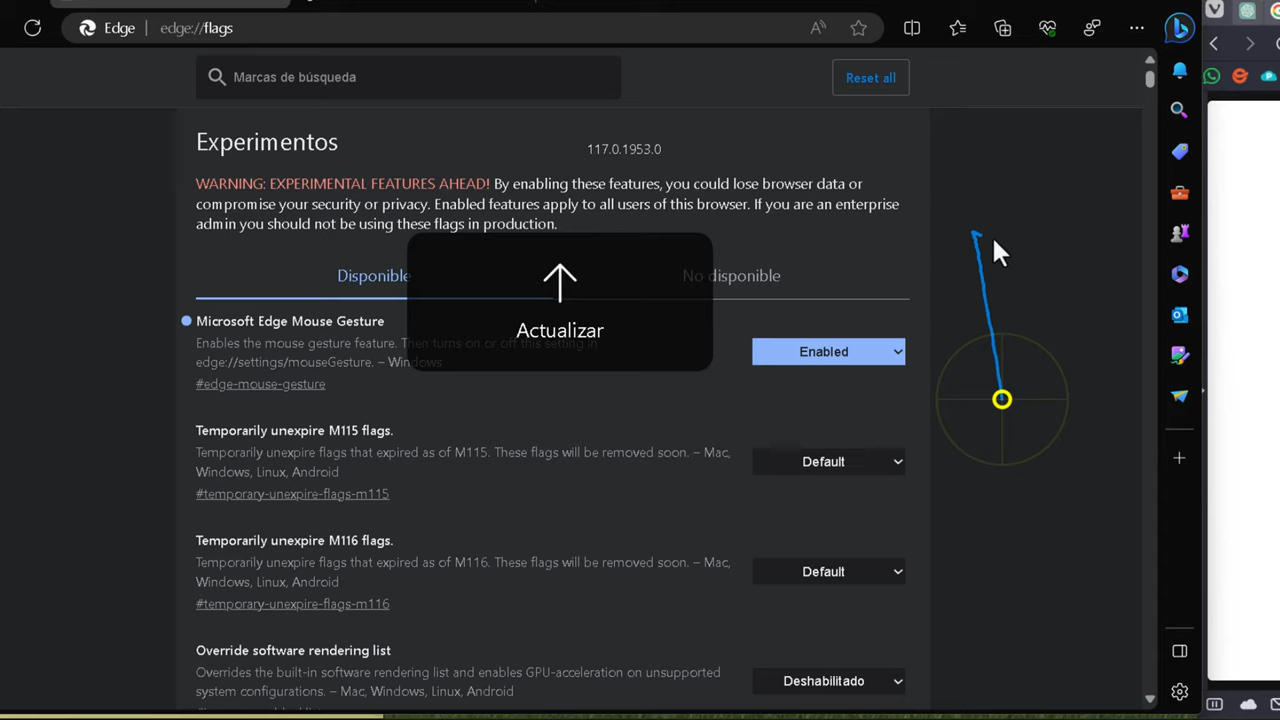 Edge
edge://flags
Marcas de búsqueda
Reset all
Experimentos
117.0.1953.0
WARNING: EXPERIMENTAL FEATURES AHEAD! By enabling these features, you could lose browser data or
compromise your security or privacy. Enabled features apply to all users of this browser. If you are an enterprise
admin you should not be using these flags in production.
Disponible
No disponible
Actualizar
Microsoft Edge Mouse Gesture
Enables the mouse gesture feature. Then turns on or off this setting in
edge://settings/mouseGesture. – Windows
#edge-mouse-gesture
Enabled
Temporarily unexpire M115 flags.
Temporarily unexpire flags that expired as of M115. These flags will be removed soon. – Mac,
Windows, Linux, Android
#temporary-unexpire-flags-m115
Default
Temporarily unexpire M116 flags.
Temporarily unexpire flags that expired as of M116. These flags will be removed soon. – Mac,
Windows, Linux, Android
#temporary-unexpire-flags-m116
Default
Override software rendering list
Overrides the built-in software rendering list and enables GPU-acceleration on unsupported
system configurations. – Mac, Windows, Linux, Android
Deshabilitado